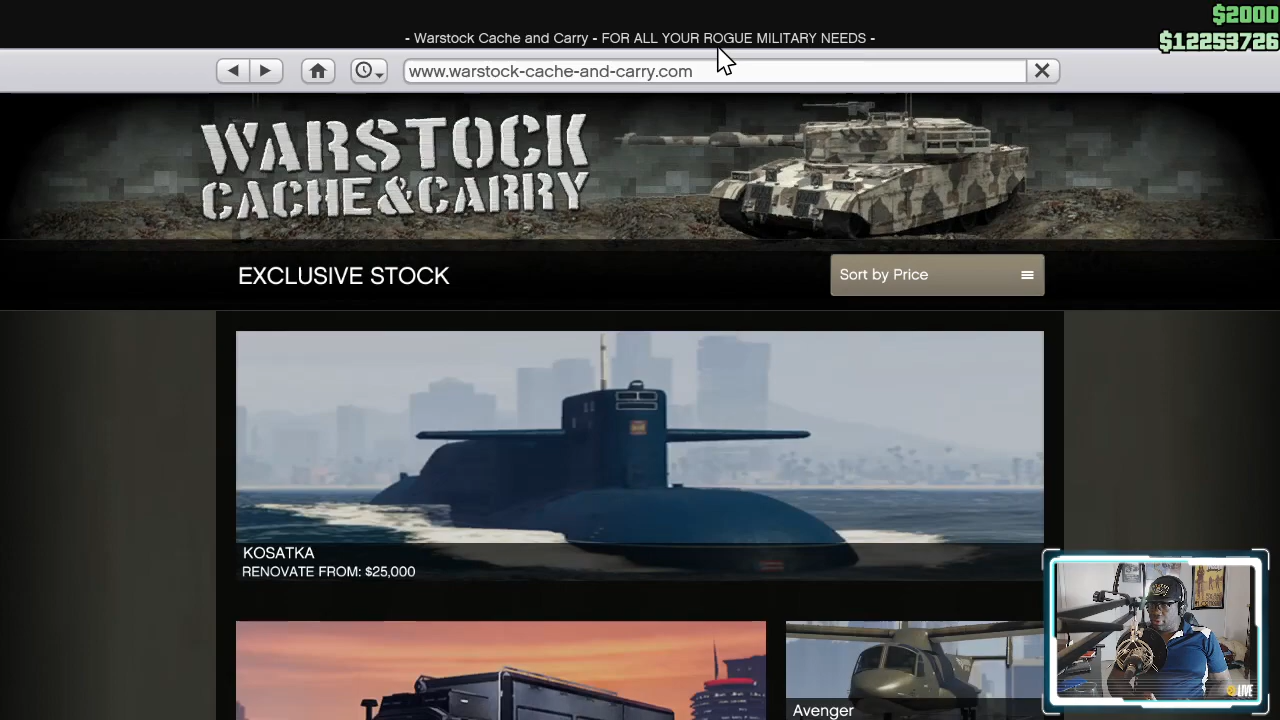 $2000
- Warstock Cache and Carry - FOR ALL YOUR ROGUE MILITARY NEEDS -
$12253726
www.warstock-cache-and-carry.com
WARSTOCK
CACHE&CARRY
EXCLUSIVE STOCK
Sort by Price
KOSATKA
RENOVATE FROM: $25,000
Avenger
LIVE